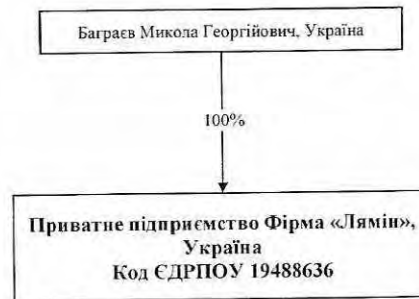 Баграєв Микола Георгійович, Україна
100%
Приватне підприємство Фірма «Лямін»,
Україна
Код ЄДРПОУ 19488636